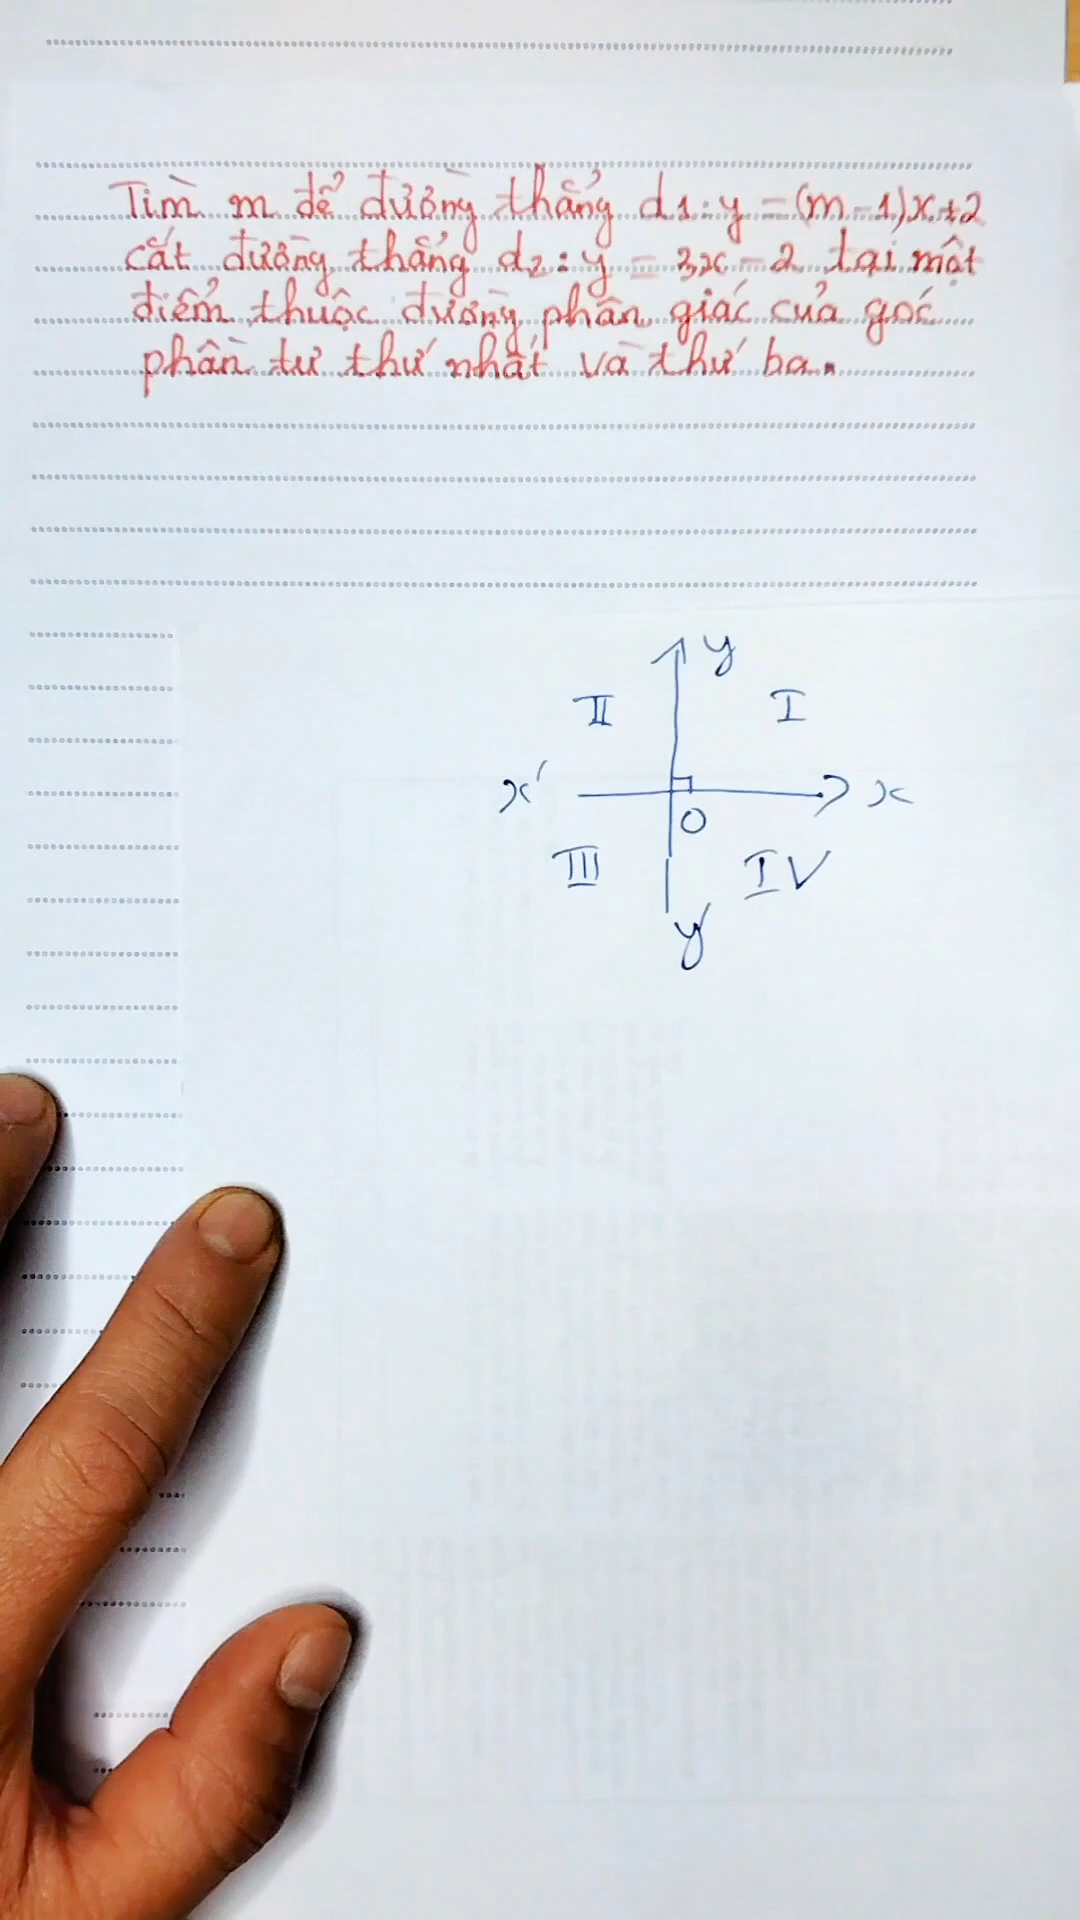 Tìm m để đường thẳng d1: y = (m-1)x+2
cắt đường thẳng d2: y = 3x - 2 tại một
điểm thuộc đường phân giác của góc
phần tư thứ nhất và thứ ba.
y
II I
x' x
O
III IV
y'